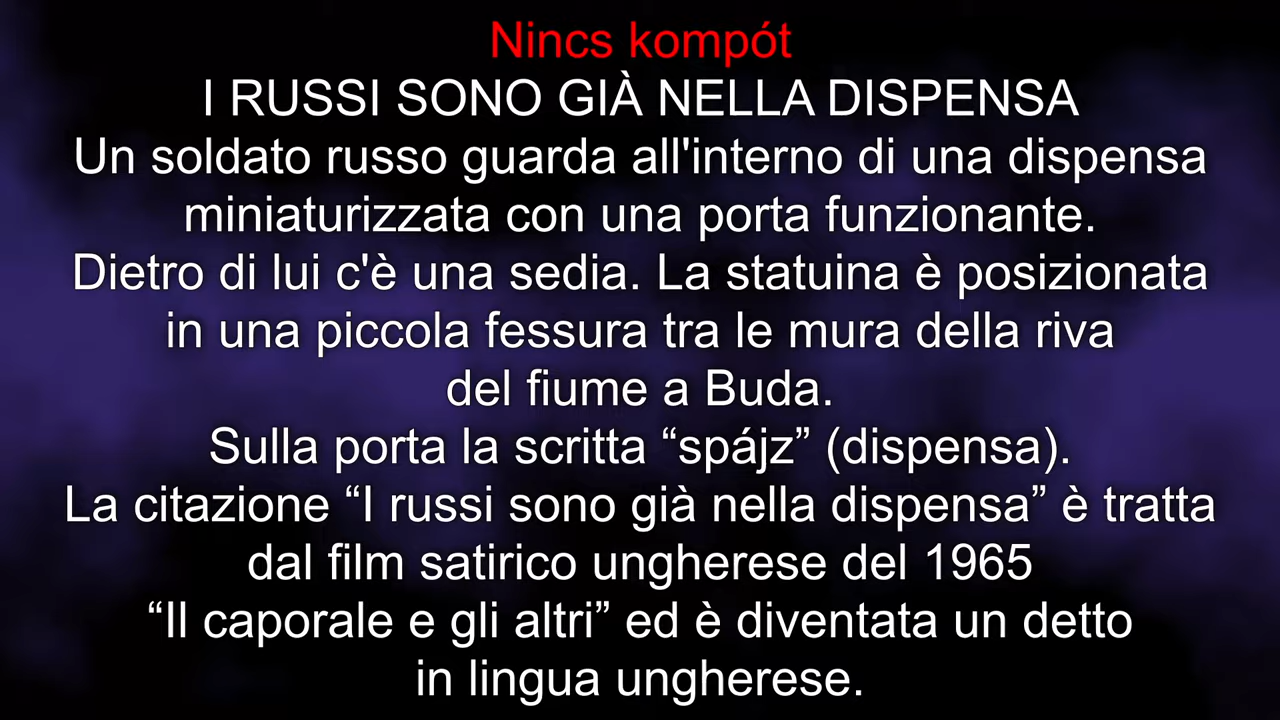 Nincs kompót
I RUSSI SONO GIÀ NELLA DISPENSA
Un soldato russo guarda all'interno di una dispensa
miniaturizzata con una porta funzionante.
Dietro di lui c'è una sedia. La statuina è posizionata
in una piccola fessura tra le mura della riva
del fiume a Buda.
Sulla porta la scritta “spájz” (dispensa).
La citazione “I russi sono già nella dispensa” è tratta
dal film satirico ungherese del 1965
“Il caporale e gli altri” ed è diventata un detto
in lingua ungherese.